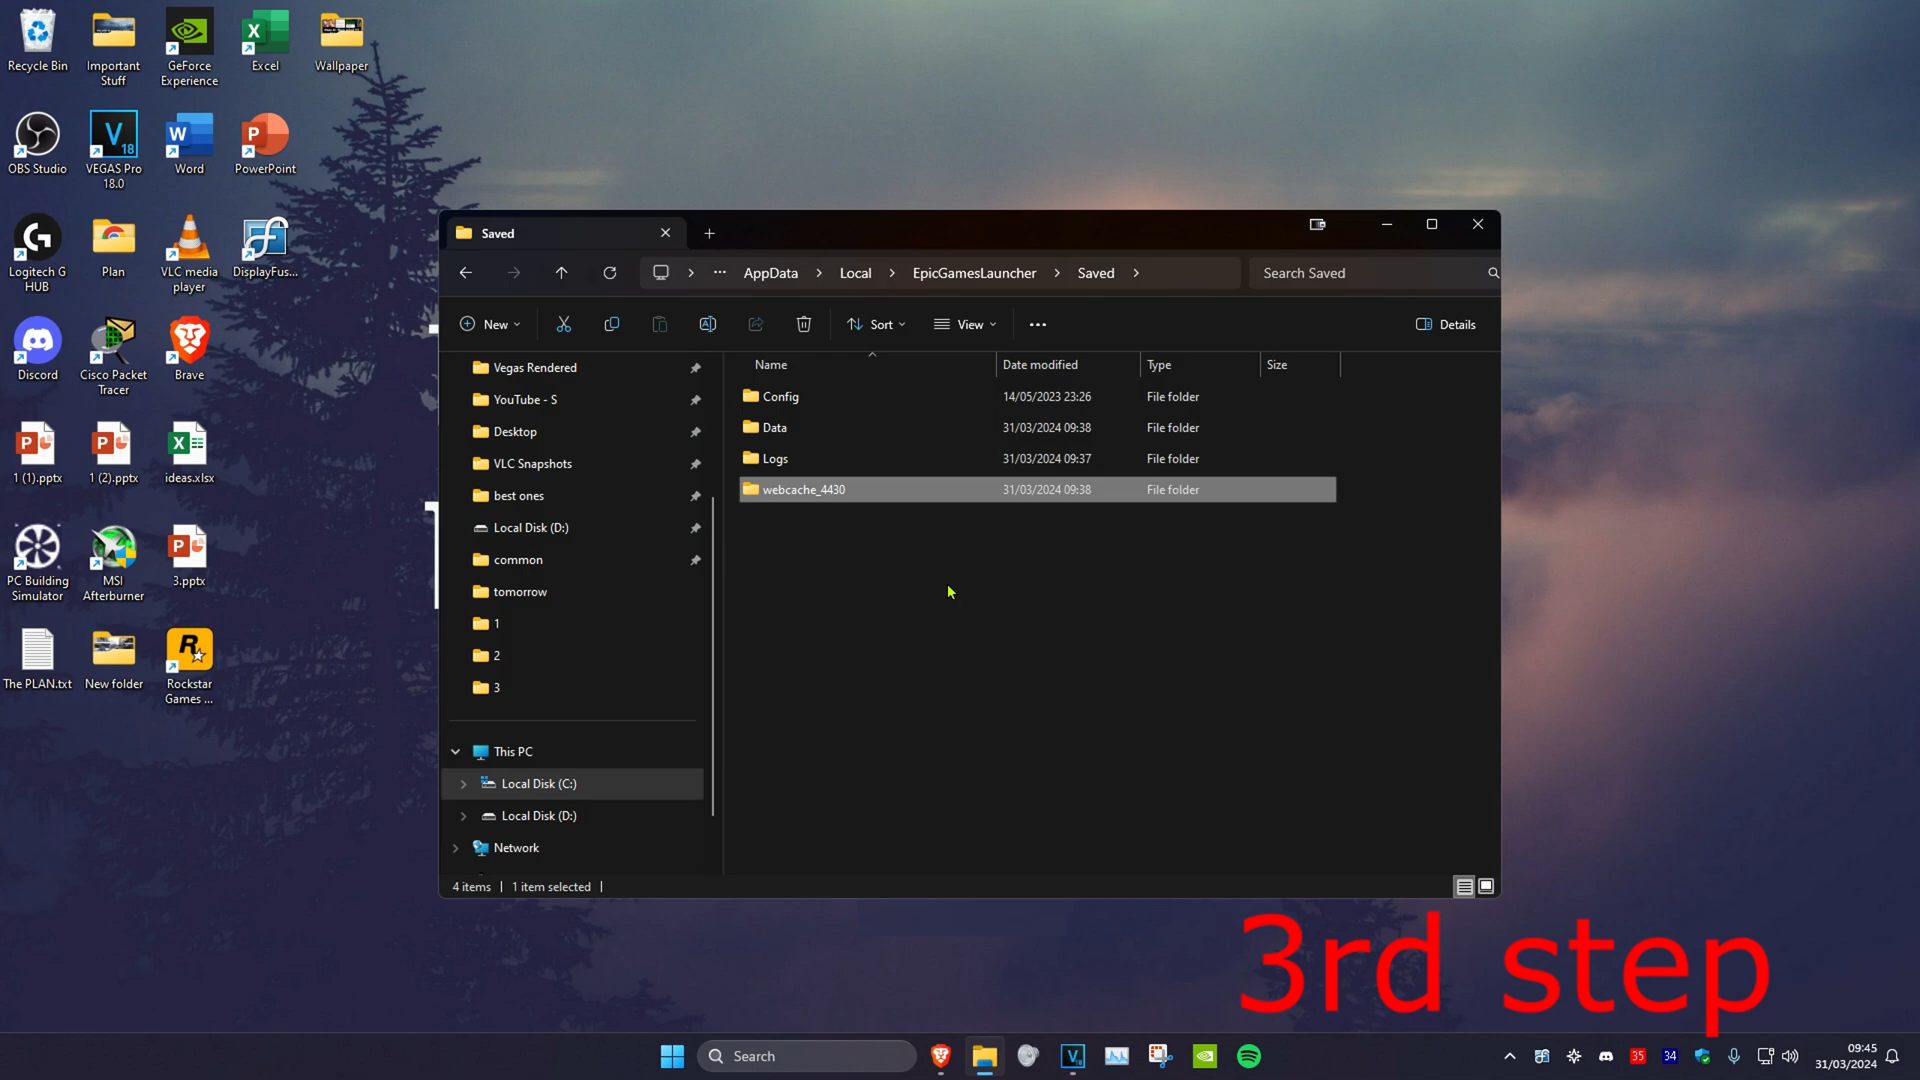 Recycle Bin
Important
Stuff
GeForce
Experience
Excel
Wallpaper
OBS Studio
VEGAS Pro
18.0
Word
PowerPoint
Logitech G
HUB
Plan
VLC media
player
DisplayFus...
Discord
Cisco Packet
Tracer
Brave
1 (1).pptx
1 (2).pptx
ideas.xlsx
PC Building
Simulator
MSI
Afterburner
3.pptx
The PLAN.txt
New folder
Rockstar
Games ...
Saved
AppData
Local
EpicGamesLauncher
Saved
Search Saved
New
Sort
View
Details
Vegas Rendered
YouTube - S
Desktop
VLC Snapshots
best ones
Local Disk (D:)
common
tomorrow
1
2
3
This PC
Local Disk (C:)
Local Disk (D:)
Network
Name Date modified Type Size
Config 14/05/2023 23:26 File folder
Data 31/03/2024 09:38 File folder
Logs 31/03/2024 09:37 File folder
webcache_4430 31/03/2024 09:38 File folder
4 items 1 item selected
3rd step
Search
35
34
09:45
31/03/2024